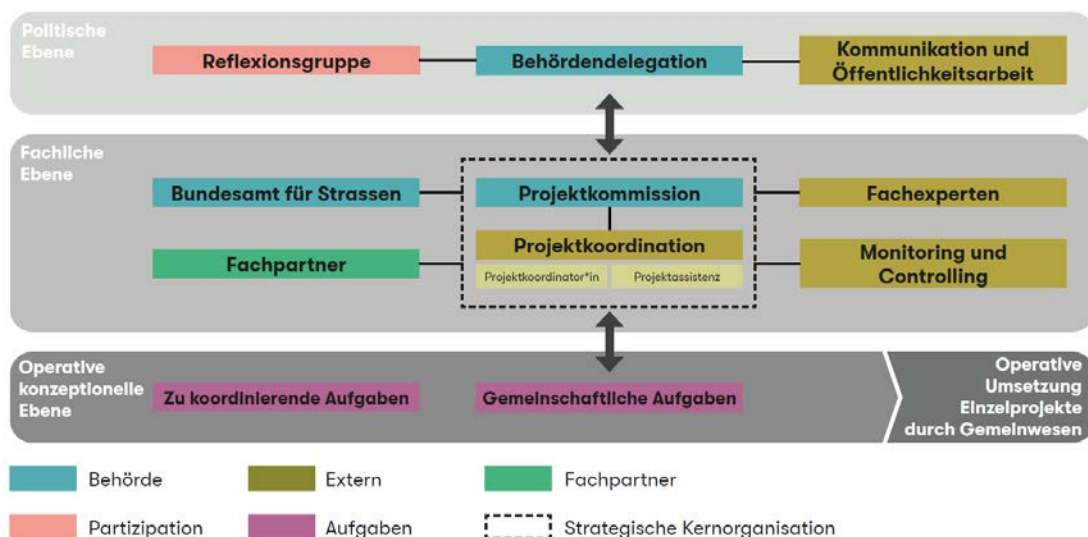 Politische
Ebene
Reflexionsgruppe
Behördendelegation
Kommunikation und
Öffentlichkeitsarbeit
Fachliche
Ebene
Bundesamt für Strassen
Projektkommission
Fachexperten
Fachpartner
Projektkoordination
Projektkoordinator*in
Projektassistenz
Monitoring und
Controlling
Operative
konzeptionelle
Ebene
Zu koordinierende Aufgaben
Gemeinschaftliche Aufgaben
Operative
Umsetzung
Einzelprojekte
durch Gemeinwesen
Behörde
Extern
Fachpartner
Partizipation
Aufgaben
Strategische Kernorganisation